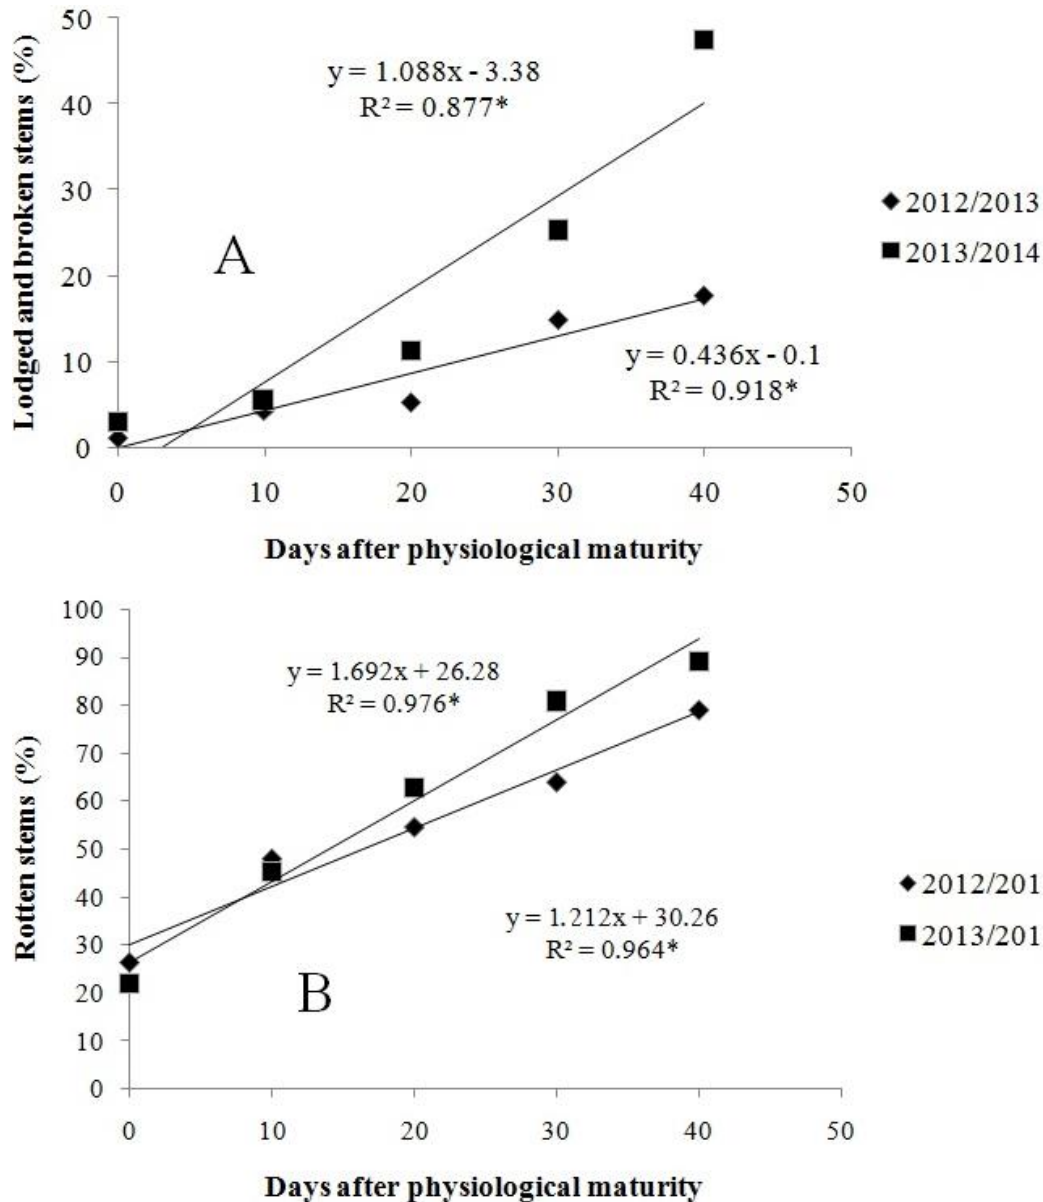 50
40
30
20
10
0
Lodged and broken stems (%)
y = 1.088x - 3.38
R² = 0.877*
A
2012/2013
2013/2014
y = 0.436x - 0.1
R² = 0.918*
0 10 20 30 40 50
Days after physiological maturity
100
90
80
70
60
50
40
30
20
10
0
Rotten stems (%)
y = 1.692x + 26.28
R² = 0.976*
2012/201
2013/201
y = 1.212x + 30.26
R² = 0.964*
B
0 10 20 30 40 50
Days after physiological maturity